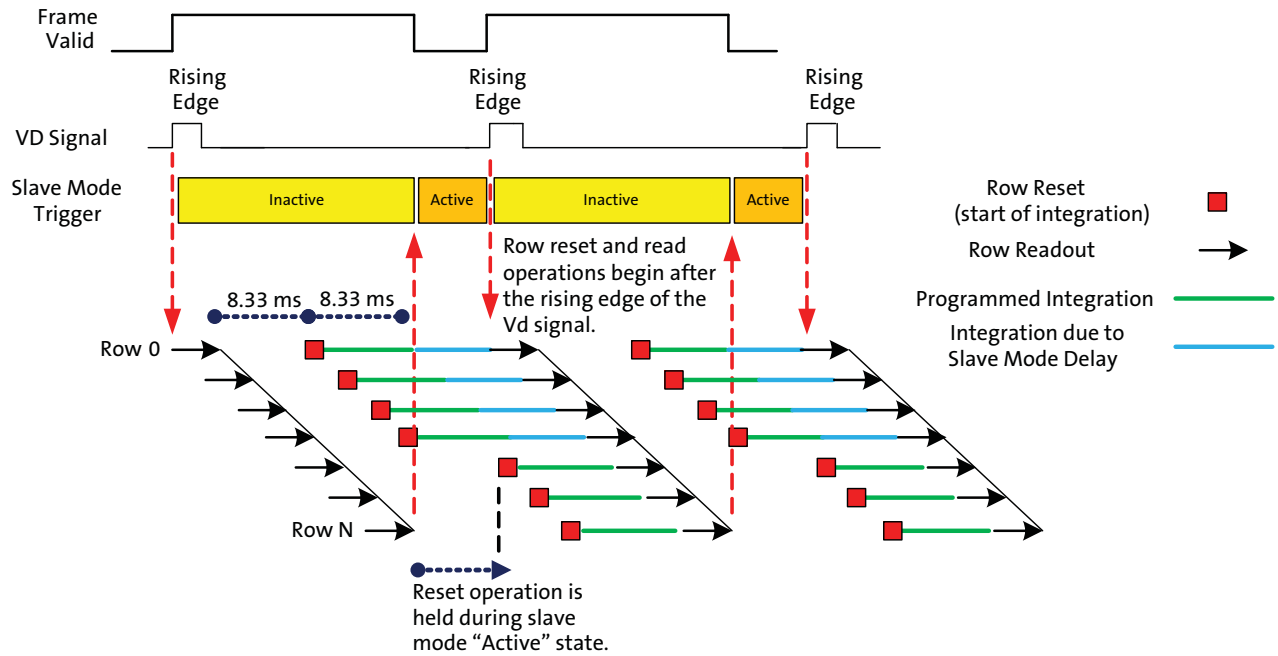 Frame
Valid
Rising
Edge
Rising
Edge
Rising
Edge
VD Signal
Slave Mode
Trigger
Inactive
Active
Inactive
Active
Row reset and read
operations begin after
the rising edge of the
Vd signal.
8.33 ms
8.33 ms
Row 0
Row N
Reset operation is
held during slave
mode “Active” state.
Row Reset
(start of integration)
Row Readout
Programmed Integration
Integration due to
Slave Mode Delay